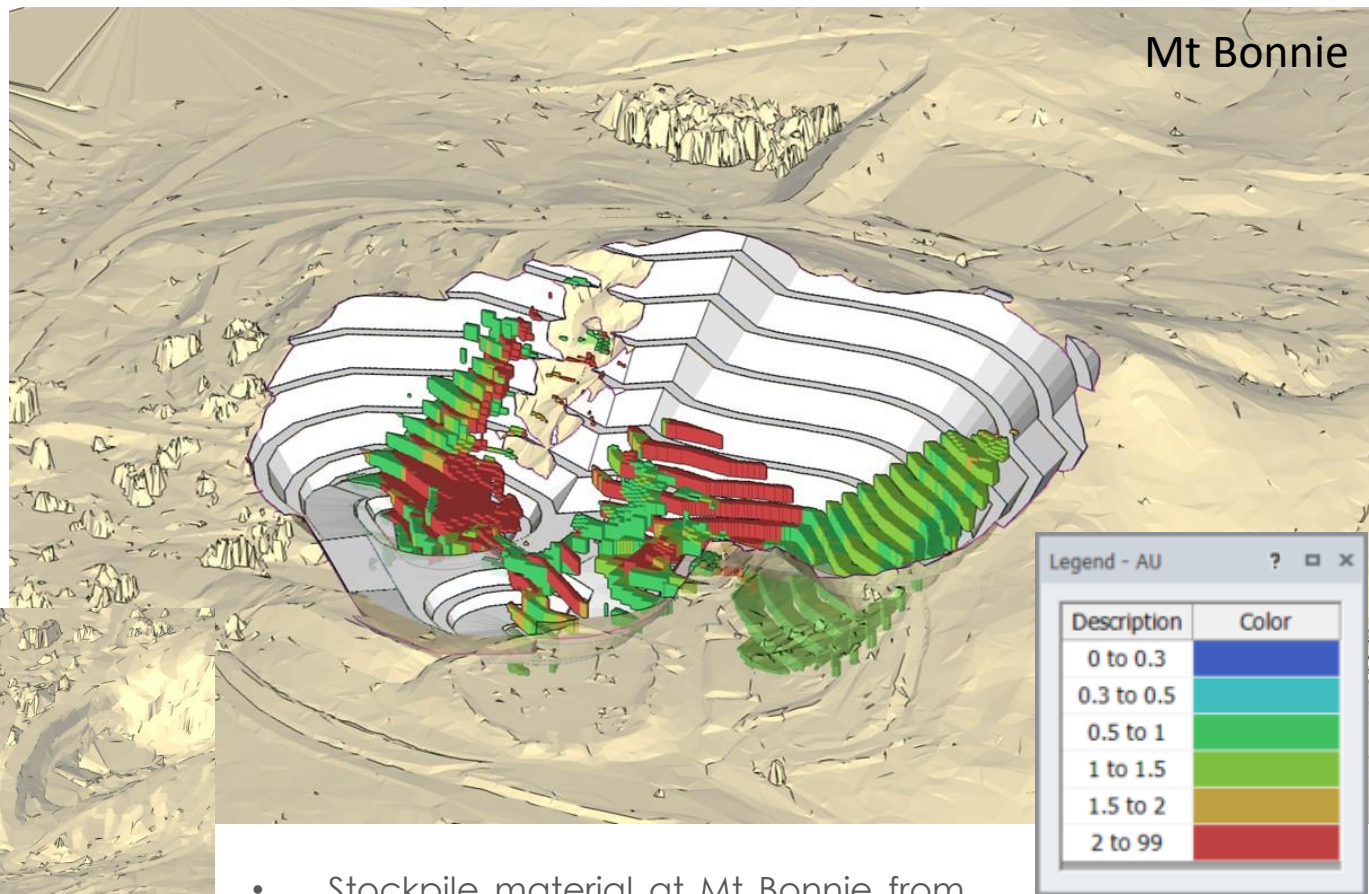 Mt Bonnie
Legend - AU ?
Description Color
0 to 0.3
0.3 to 0.5
0.5 to 1
1 to 1.5
1.5 to 2
2 to 99
• Stockpile material at Mt Bonnie from